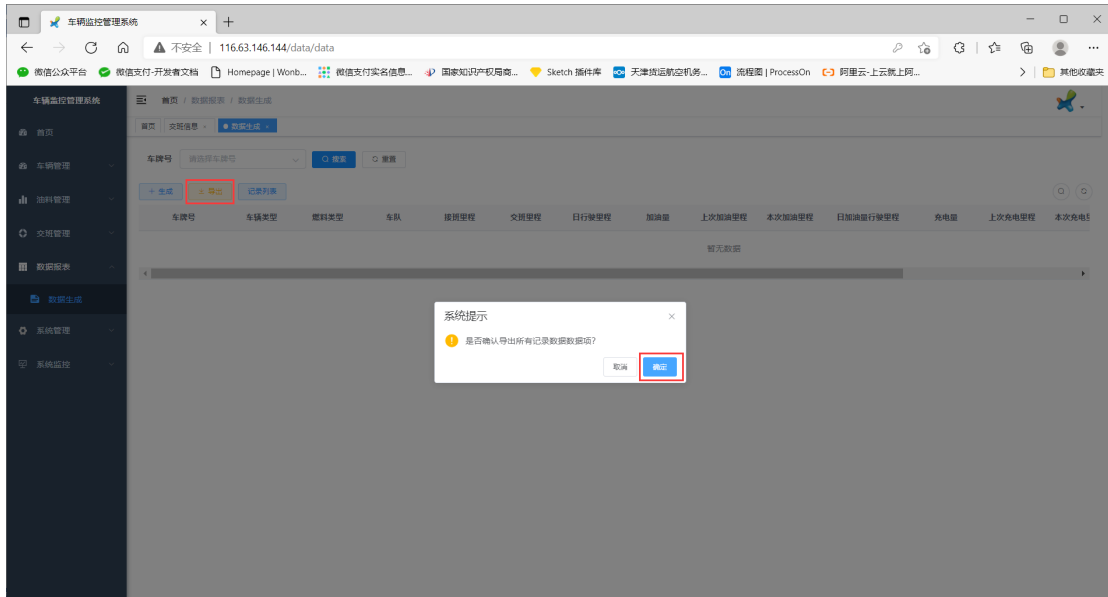 车辆监控管理系统
不安全 116.63.146.144/data/data
微信公众平台 微信支付-开发者文档 Homepage | Wonb... 微信支付实名信息... 国家知识产权局商... Sketch 插件库 天津货运航空机务... 流程图 | ProcessOn 阿里云-上云就上阿... 其他收藏夹
车辆监控管理系统 首页 / 数据报表 / 数据生成
首页 交班信息 数据生成
首页
车牌号 请选择车牌号 搜索 重置
车辆管理
+ 生成 导出 记录列表
油料管理
车牌号 车辆类型 燃料类型 车队 接班里程 交班里程 日行驶里程 加油量 上次加油里程 本次加油里程 日加油量行驶里程 充电量 上次充电里程 本次充电
交班管理
暂无数据
数据报表
数据生成
系统提示
系统管理
是否确认导出所有记录数据数据项?
系统监控
取消 确定